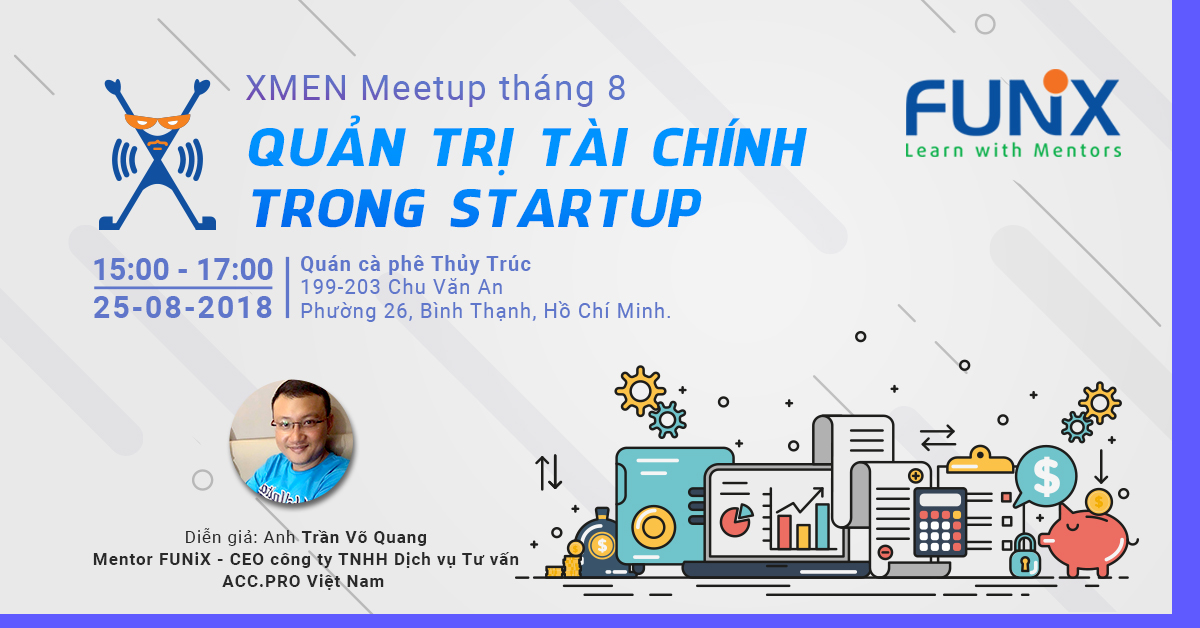 XMEN Meetup tháng 8
QUẢN TRỊ TÀI CHÍNH
TRONG STARTUP
FUNiX
Learn with Mentors
15:00 - 17:00
25-08-2018
Quán cà phê Thủy Trúc
199-203 Chu Văn An
Phường 26, Bình Thạnh, Hồ Chí Minh.
$
$
$
Diễn giả: Anh Trần Võ Quang
Mentor FUNiX - CEO công ty TNHH Dịch vụ Tư vấn
ACC.PRO Việt Nam